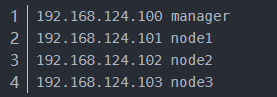 1 192.168.124.100 manager
2 192.168.124.101 node1
3 192.168.124.102 node2
4 192.168.124.103 node3